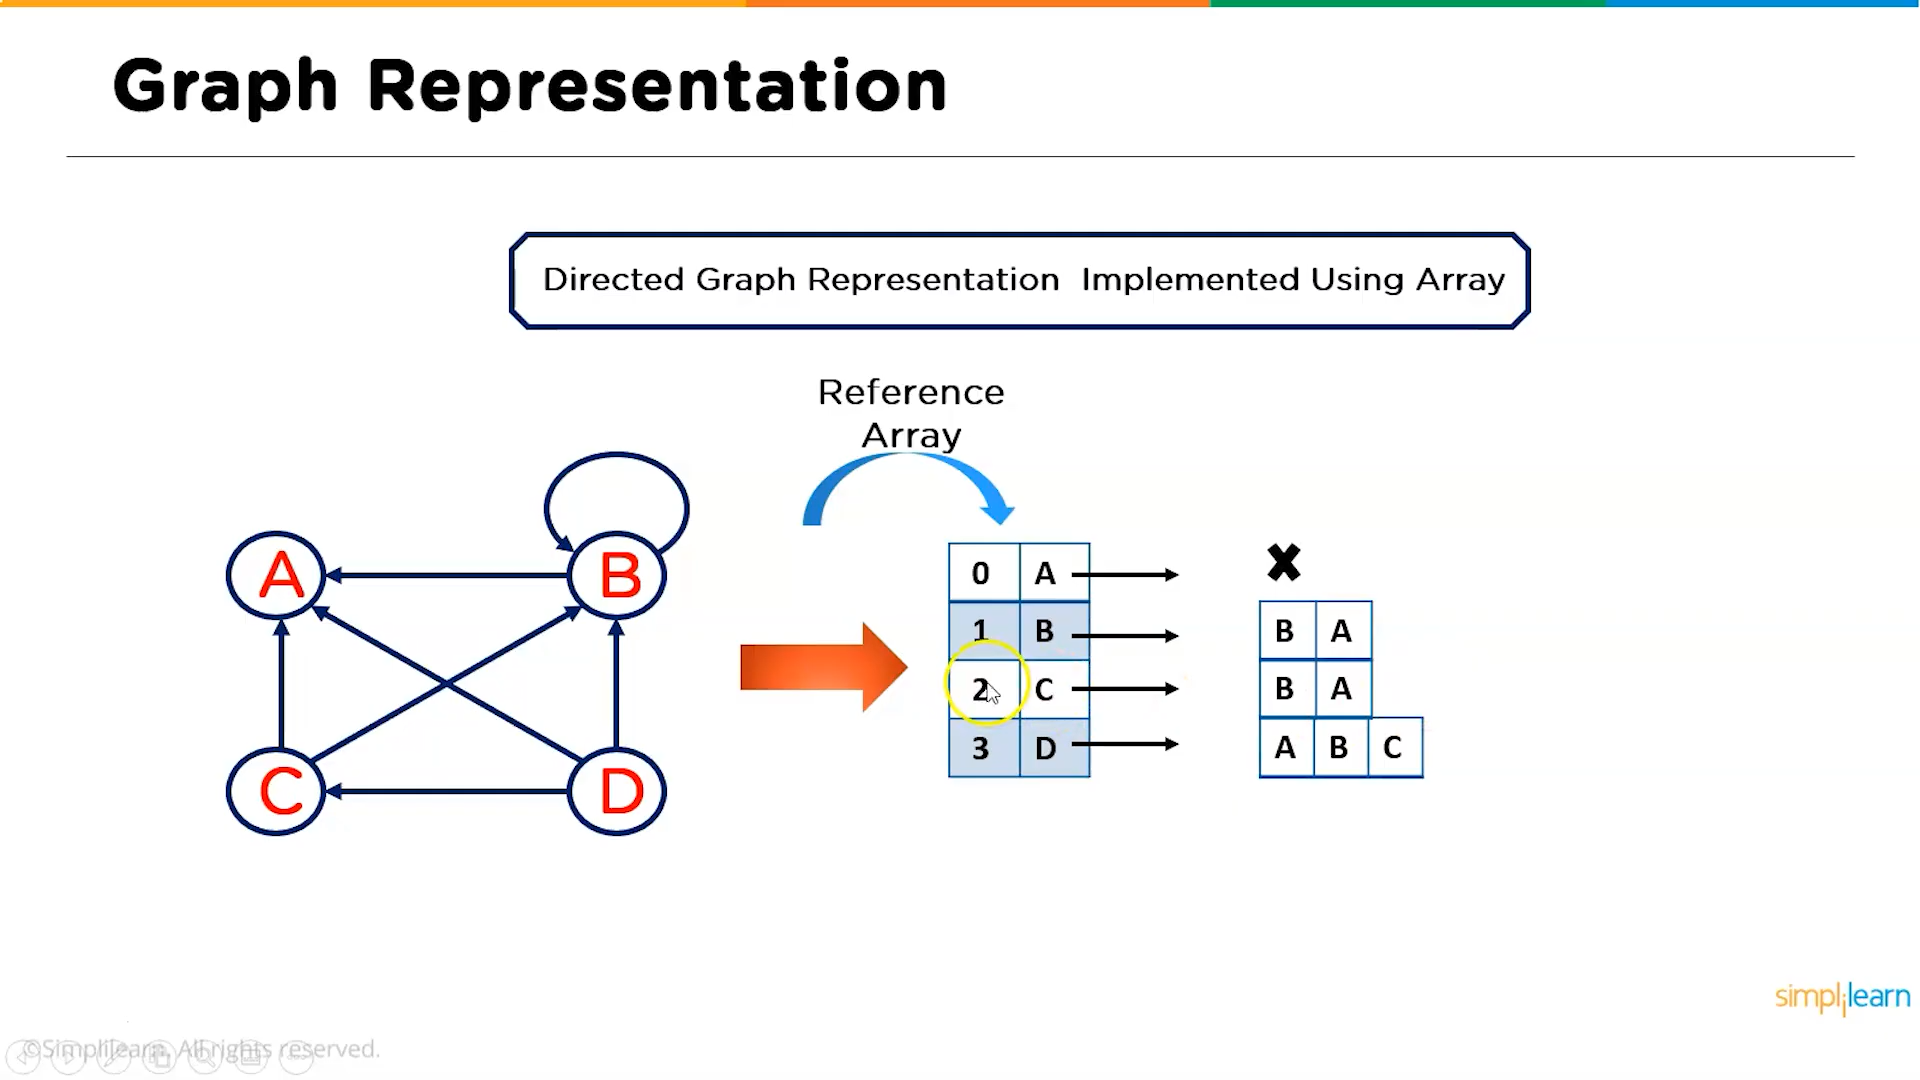 Graph Representation
Directed Graph Representation Implemented Using Array
Reference
Array
A
B
C
D
0 A
1 B
2 C
3 D
B A
B A
A B C
simplilearn
©Simplilearn. All rights reserved.